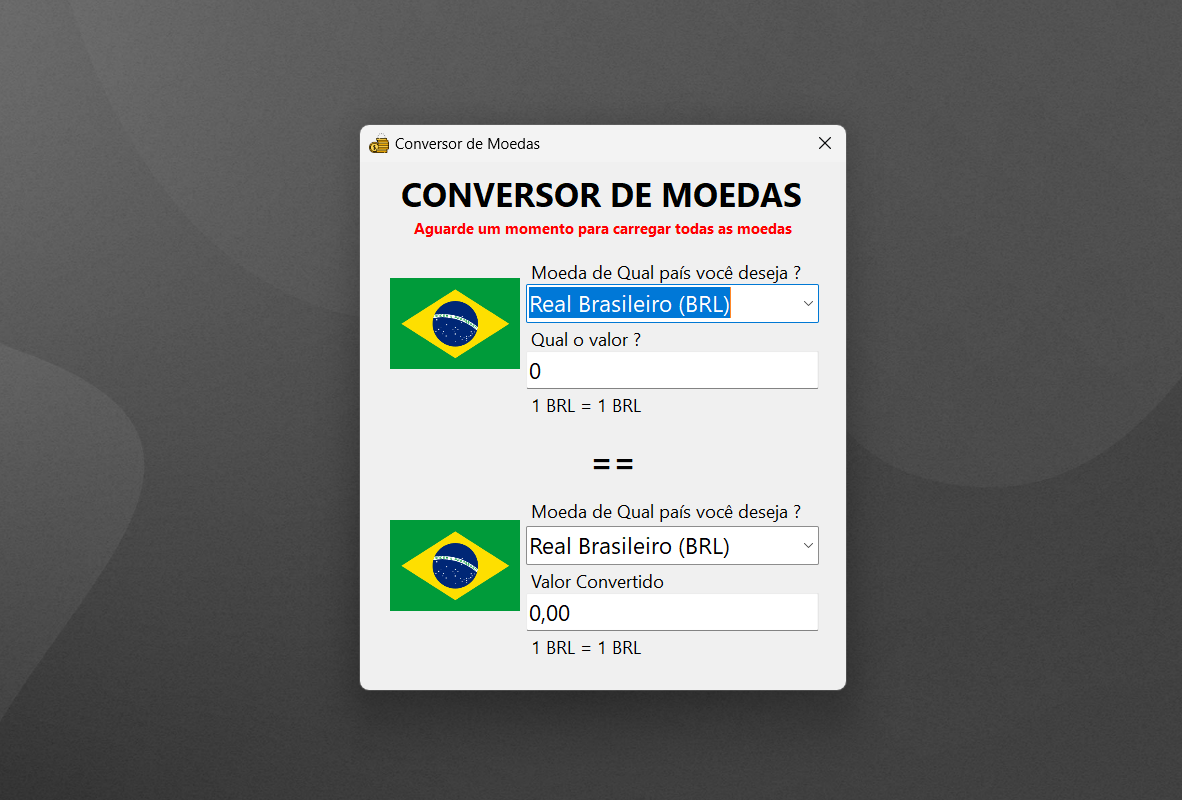 Conversor de Moedas
CONVERSOR DE MOEDAS
Aguarde um momento para carregar todas as moedas
Moeda de Qual país você deseja ?
Real Brasileiro (BRL)
Qual o valor ?
0
1 BRL = 1 BRL
==
Moeda de Qual país você deseja ?
Real Brasileiro (BRL)
Valor Convertido
0,00
1 BRL = 1 BRL